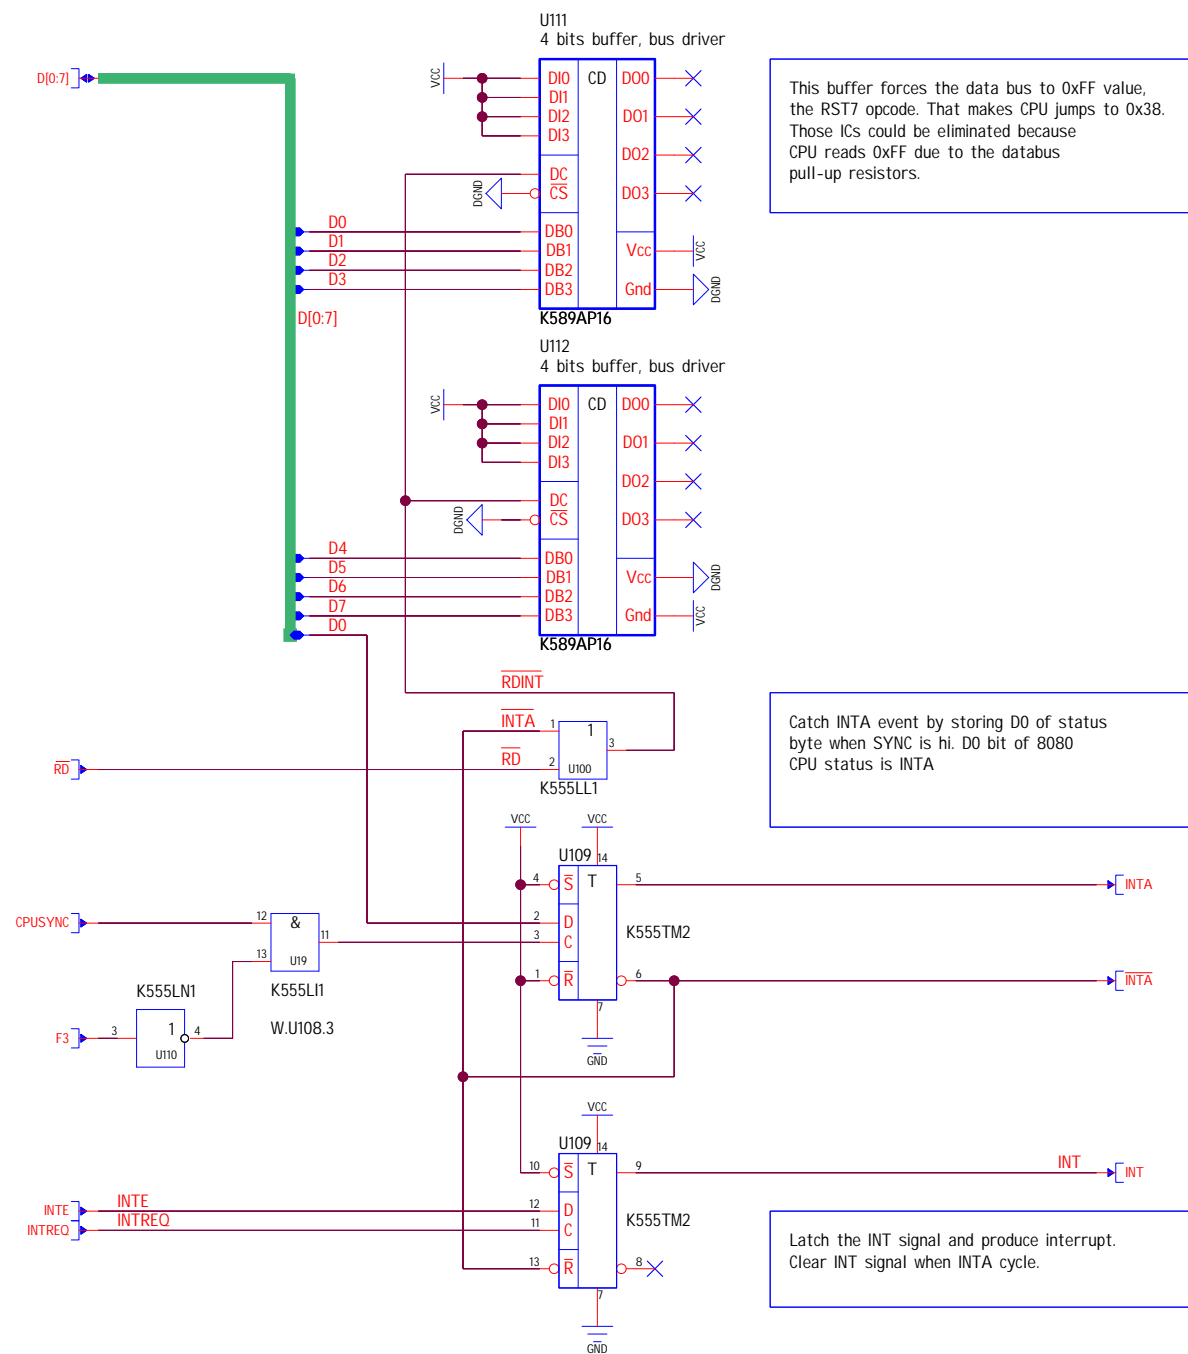 U111
4 bits buffer, bus driver
D[0:7]
VCC
DI0
CD
DO0
DI1
DI2
DO1
DI3
DO2
DC
CS
DO3
DGND
D0
DB0
D1
DB1
Vcc
VCC
D2
DB2
D3
DB3
Gnd
DGND
D[0:7]
K589AP16
This buffer forces the data bus to 0xFF value,
the RST7 opcode. That makes CPU jumps to 0x38.
Those ICs could be eliminated because
CPU reads 0xFF due to the databus
pull-up resistors.
U112
4 bits buffer, bus driver
VCC
DI0
CD
DO0
DI1
DI2
DO1
DI3
DO2
DC
CS
DO3
DGND
D4
DB0
D5
DB1
Vcc
DGND
D6
DB2
D7
DB3
Gnd
VCC
D0
K589AP16
RDINT
INTA
1
1
3
RD
RD
2
U100
K555LL1
Catch INTA event by storing D0 of status
byte when SYNC is hi. D0 bit of 8080
CPU status is INTA
VCC
VCC
U109
14
4
S
T
5
INTA
CPUSYNC
12
&
11
2
D
3
C
K555TM2
13
U19
1
R
6
INTA
K555LN1
K555LI1
7
W.U108.3
F3
3
1
4
U110
GND
VCC
U109
14
10
S
T
9
INT
INT
INTE
INTE
12
D
INTREQ
INTREQ
11
C
K555TM2
13
R
8
7
GND
Latch the INT signal and produce interrupt.
Clear INT signal when INTA cycle.